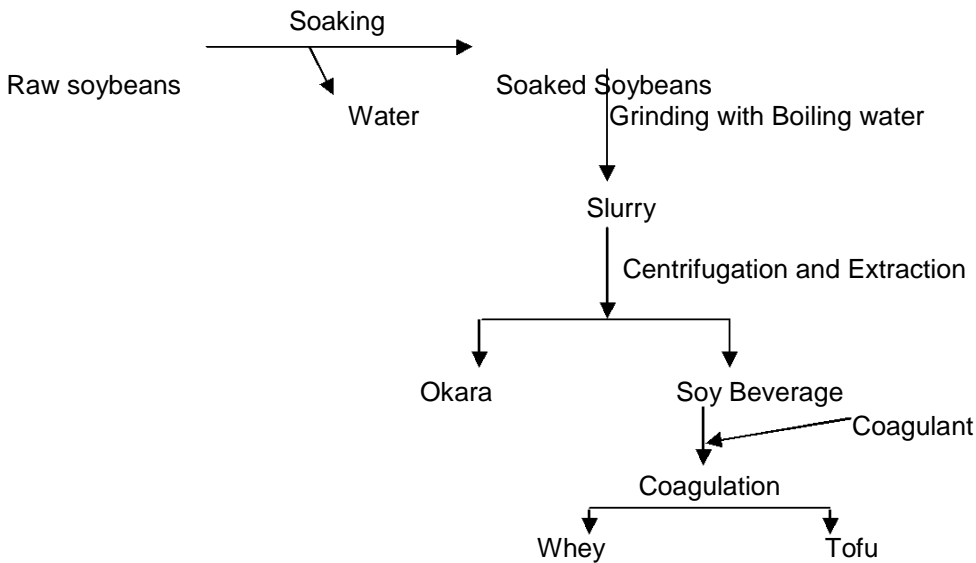 Soaking
Raw soybeans
Soaked Soybeans
Water
Grinding with Boiling water
Slurry
Centrifugation and Extraction
Okara
Soy Beverage
Coagulant
Coagulation
Whey
Tofu